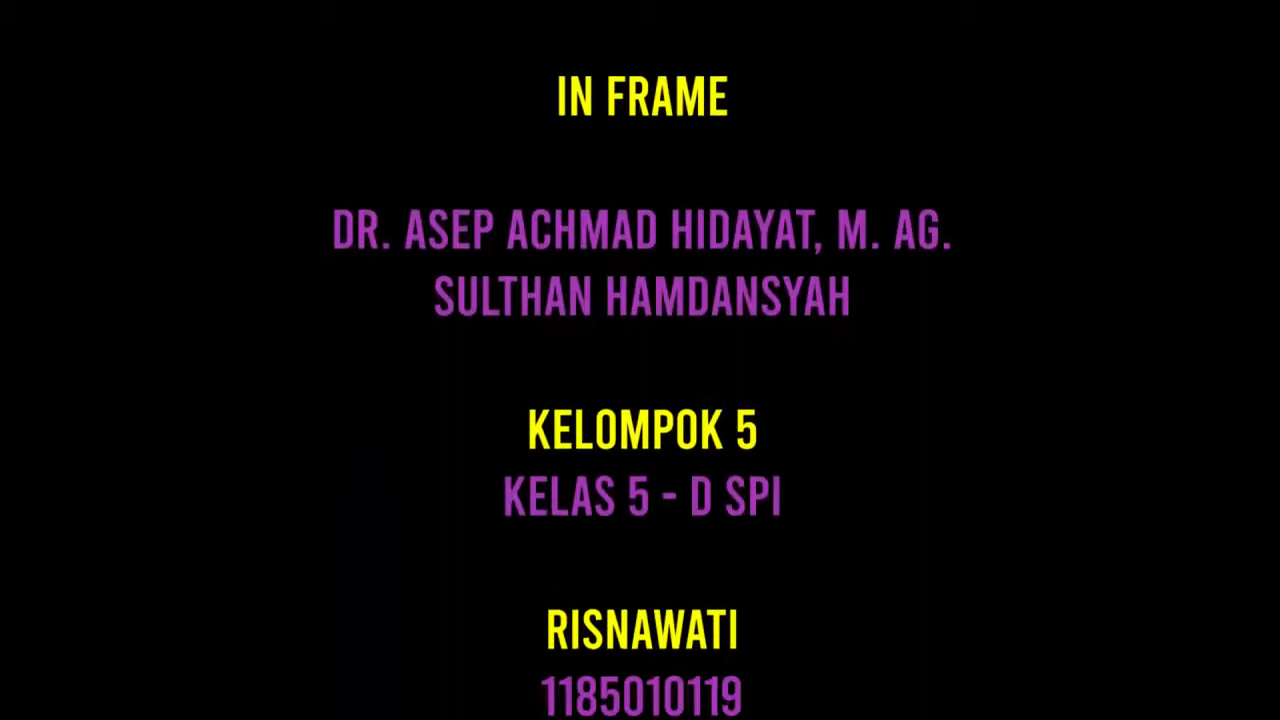 IN FRAME
DR. ASEP ACHMAD HIDAYAT, M. AG.
SULTHAN HAMDANSYAH
KELOMPOK 5
KELAS 5 - D SPI
RISNAWATI
1185010119